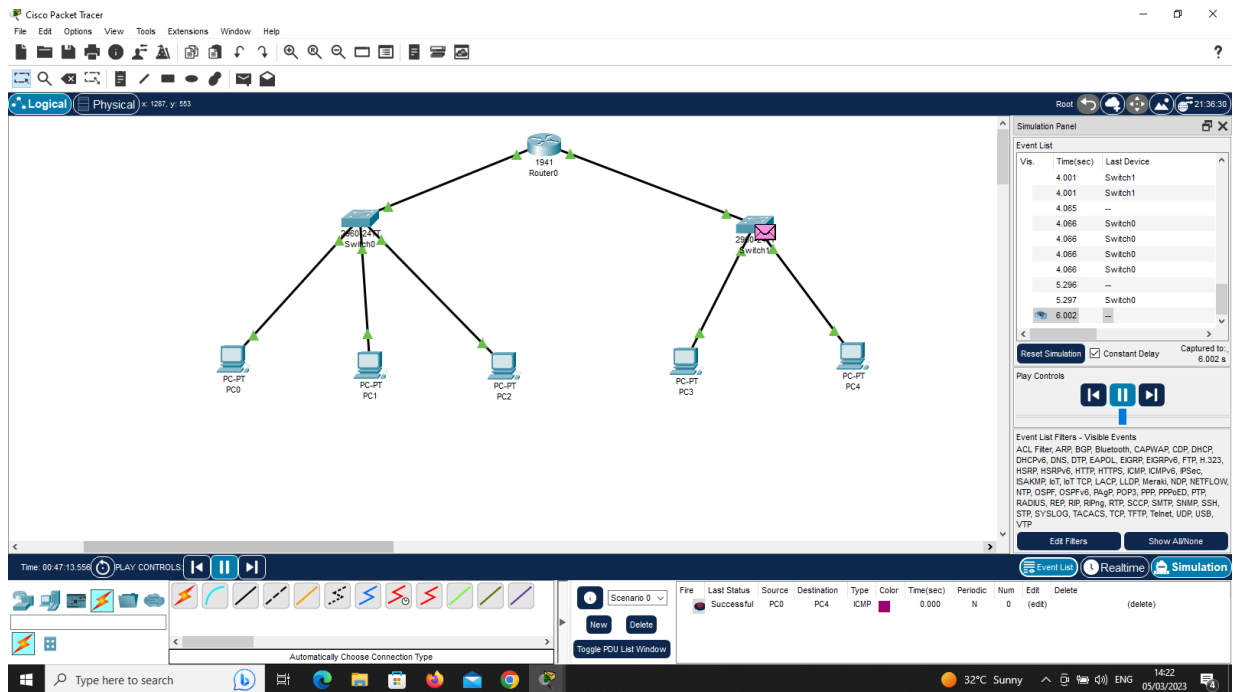 Cisco Packet Tracer
File Edit Options View Tools Extensions Window Help
?
Logical Physical x: 1287, y: 553 Root 21:36:30
1941
Router0
2960-24TT
Switch0
Switch1
PC-PT
PC0
PC-PT
PC1
PC-PT
PC2
PC-PT
PC3
PC-PT
PC4
Simulation Panel
Event List
Vis. Time(sec) Last Device
4.001 Switch1
4.001 Switch1
4.065 --
4.066 Switch0
4.066 Switch0
4.066 Switch0
4.066 Switch0
5.296 --
5.297 Switch0
6.002 --
Reset Simulation Constant Delay Captured to:
6.002 s
Play Controls
Event List Filters - Visible Events
ACL Filter, ARP, BGP, Bluetooth, CAPWAP, CDP, DHCP,
DHCPv6, DNS, DTP, EAPOL, EIGRP, EIGRPv6, FTP, H.323,
HSRP, HSRPv6, HTTP, HTTPS, ICMP, ICMPv6, IPSec,
ISAKMP, IoT, IoT TCP, LACP, LLDP, Meraki, NDP, NETFLOW,
NTP, OSPF, OSPFv6, PAgP, POP3, PPP, PPPoED, PTP,
RADIUS, REP, RIP, RIPng, RTP, SCCP, SMTP, SNMP, SSH,
STP, SYSLOG, TACACS, TCP, TFTP, Telnet, UDP, USB,
VTP
Edit Filters Show All/None
Time: 00:47:13.556 PLAY CONTROLS: Event List Realtime Simulation
Scenario 0
New Delete
Toggle PDU List Window
Fire Last Status Source Destination Type Color Time(sec) Periodic Num Edit Delete
Successful PC0 PC4 ICMP 0.000 N 0 (edit) (delete)
Automatically Choose Connection Type
Type here to search 32°C Sunny ENG 14:22
05/03/2023
4